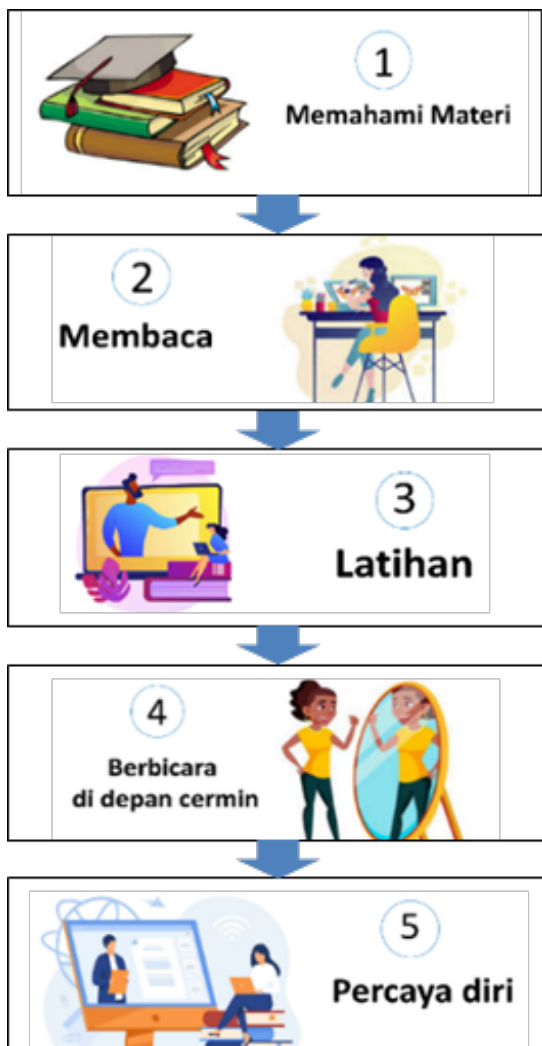 1
Memahami Materi
2
Membaca
3
Latihan
4
Berbicara
di depan cermin
5
Percaya diri